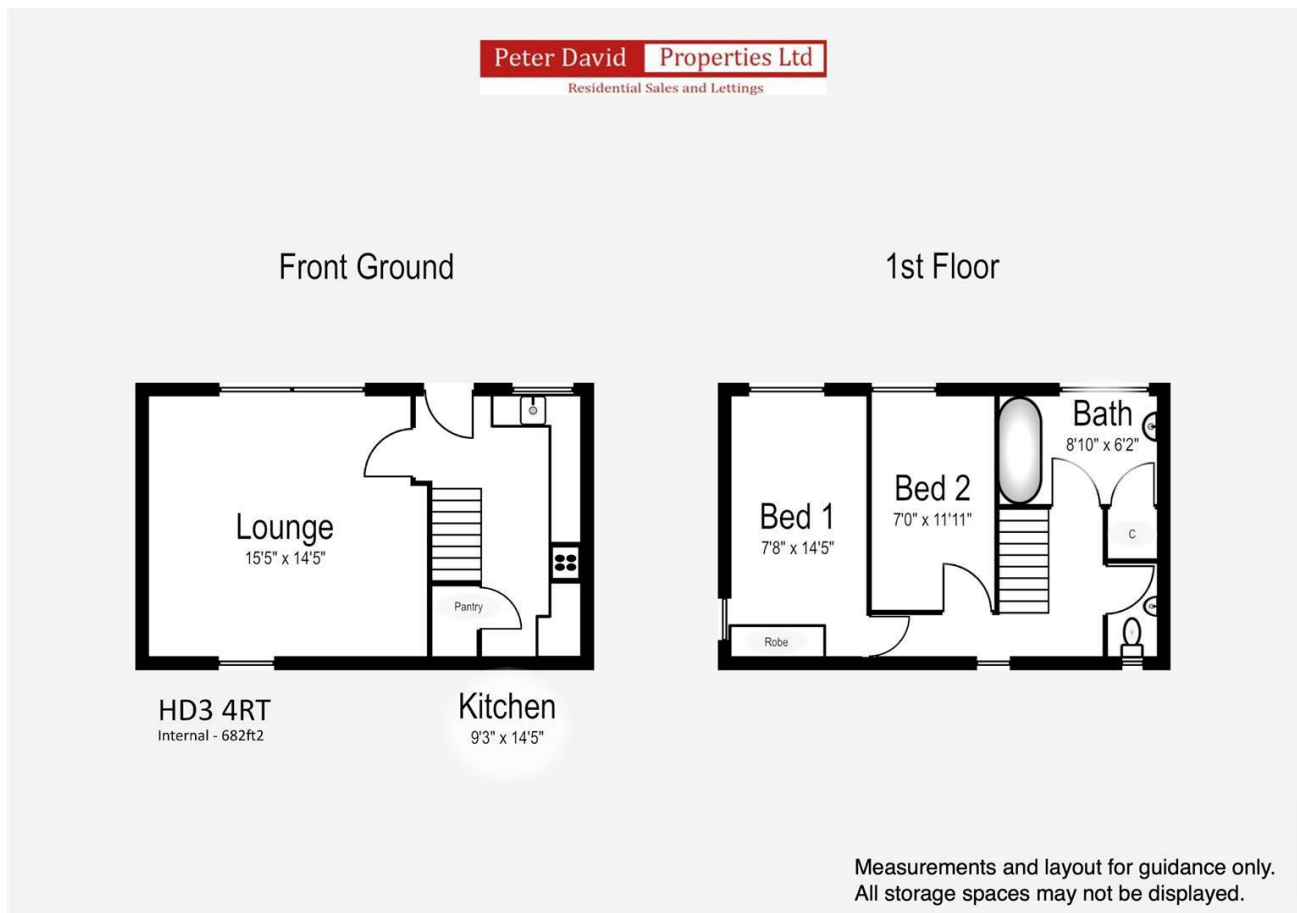 Peter David Properties Ltd
Residential Sales and Lettings
Front Ground
1st Floor
Lounge
15'5" x 14'5"
Pantry
Kitchen
9'3" x 14'5"
HD3 4RT
Internal - 682ft2
Bed 1
7'8" x 14'5"
Robe
Bed 2
7'0" x 11'11"
Bath
8'10" x 6'2"
C
Measurements and layout for guidance only.
All storage spaces may not be displayed.